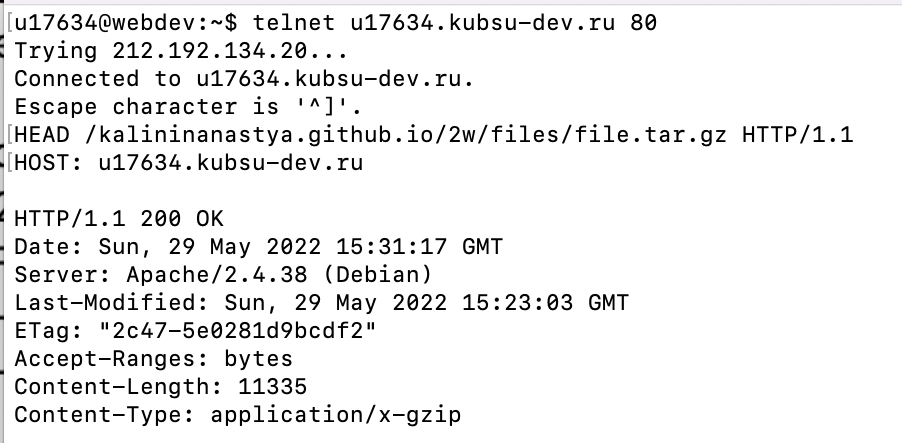 [u17634@webdev:~$ telnet u17634.kubsu-dev.ru 80
Trying 212.192.134.20...
Connected to u17634.kubsu-dev.ru.
Escape character is '^]'.
[HEAD /kalininanastya.github.io/2w/files/file.tar.gz HTTP/1.1
[HOST: u17634.kubsu-dev.ru
HTTP/1.1 200 OK
Date: Sun, 29 May 2022 15:31:17 GMT
Server: Apache/2.4.38 (Debian)
Last-Modified: Sun, 29 May 2022 15:23:03 GMT
ETag: "2c47-5e0281d9bcdf2"
Accept-Ranges: bytes
Content-Length: 11335
Content-Type: application/x-gzip